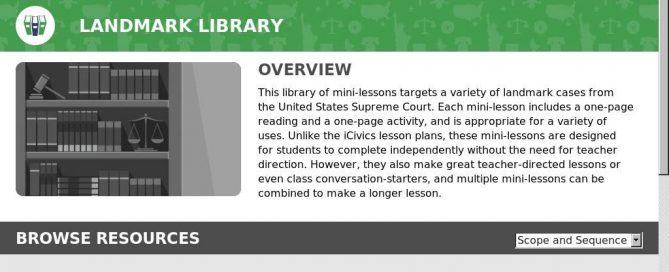 LANDMARK LIBRARY
OVERVIEW
This library of mini-lessons targets a variety of landmark cases from
the United States Supreme Court. Each mini-lesson includes a one-page
reading and a one-page activity, and is appropriate for a variety of
uses. Unlike the iCivics lesson plans, these mini-lessons are designed
for students to complete independently without the need for teacher
direction. However, they also make great teacher-directed lessons or
even class conversation-starters, and multiple mini-lessons can be
combined to make a longer lesson.
BROWSE RESOURCES
Scope and Sequence